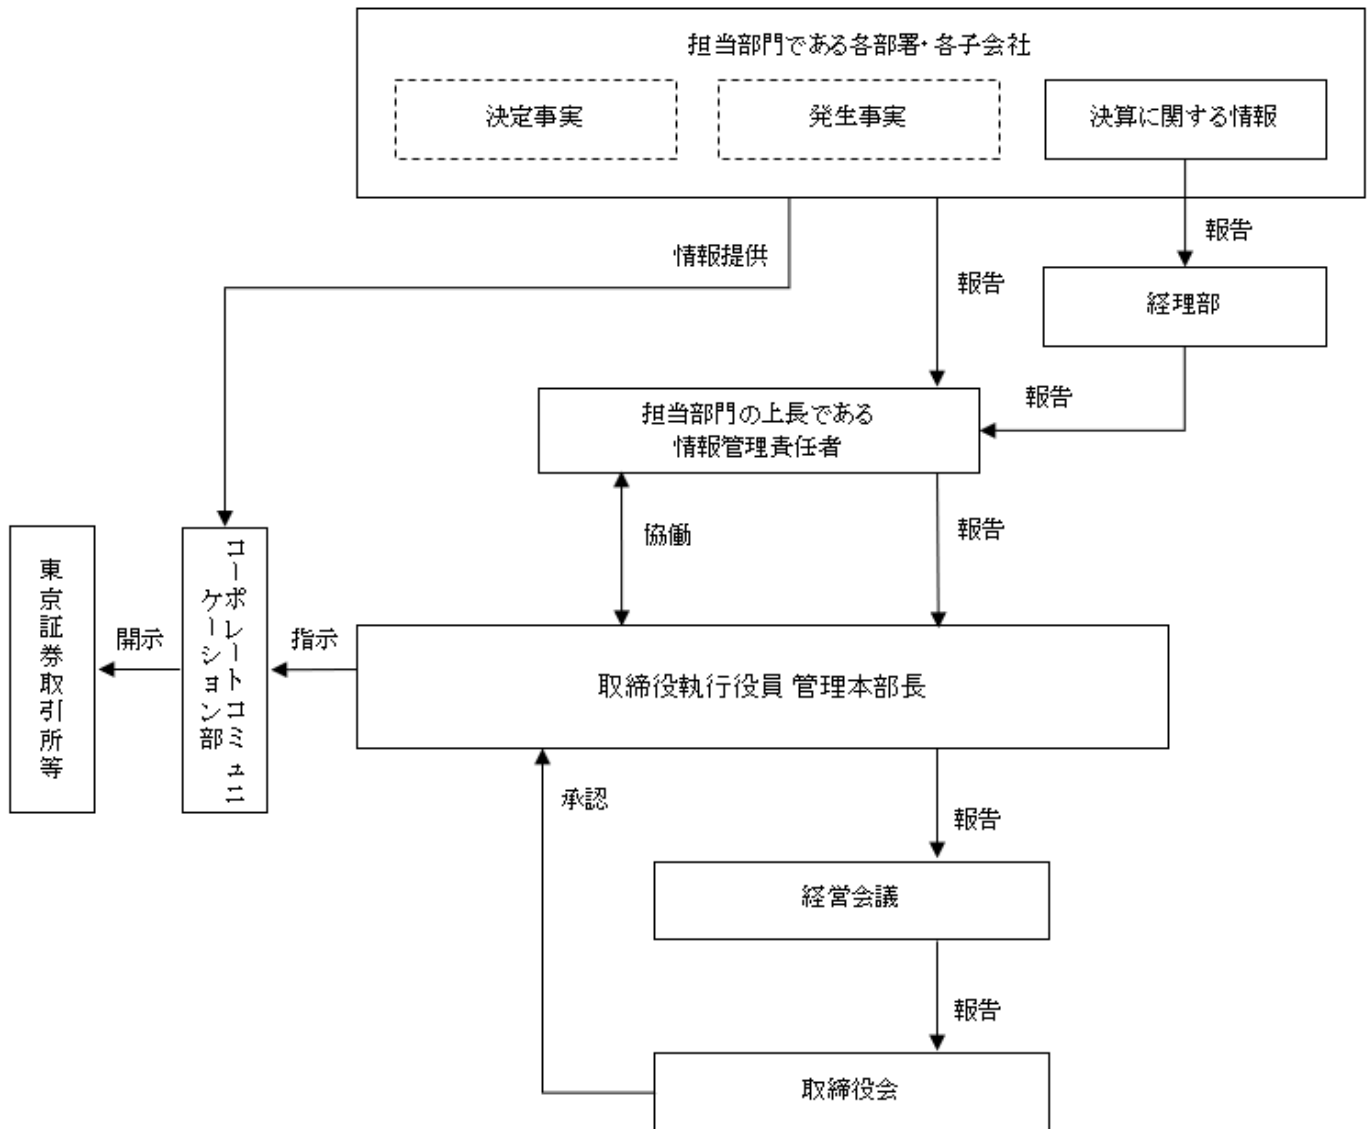 担当部門である各部署・各子会社
決定事実
発生事実
決算に関する情報
報告
情報提供
報告
経理部
報告
担当部門の上長である
情報管理責任者
協働
報告
東京証券取引所等
開示
コーポレートコミュニ
ケーション部
指示
取締役執行役員 管理本部長
承認
報告
経営会議
報告
取締役会